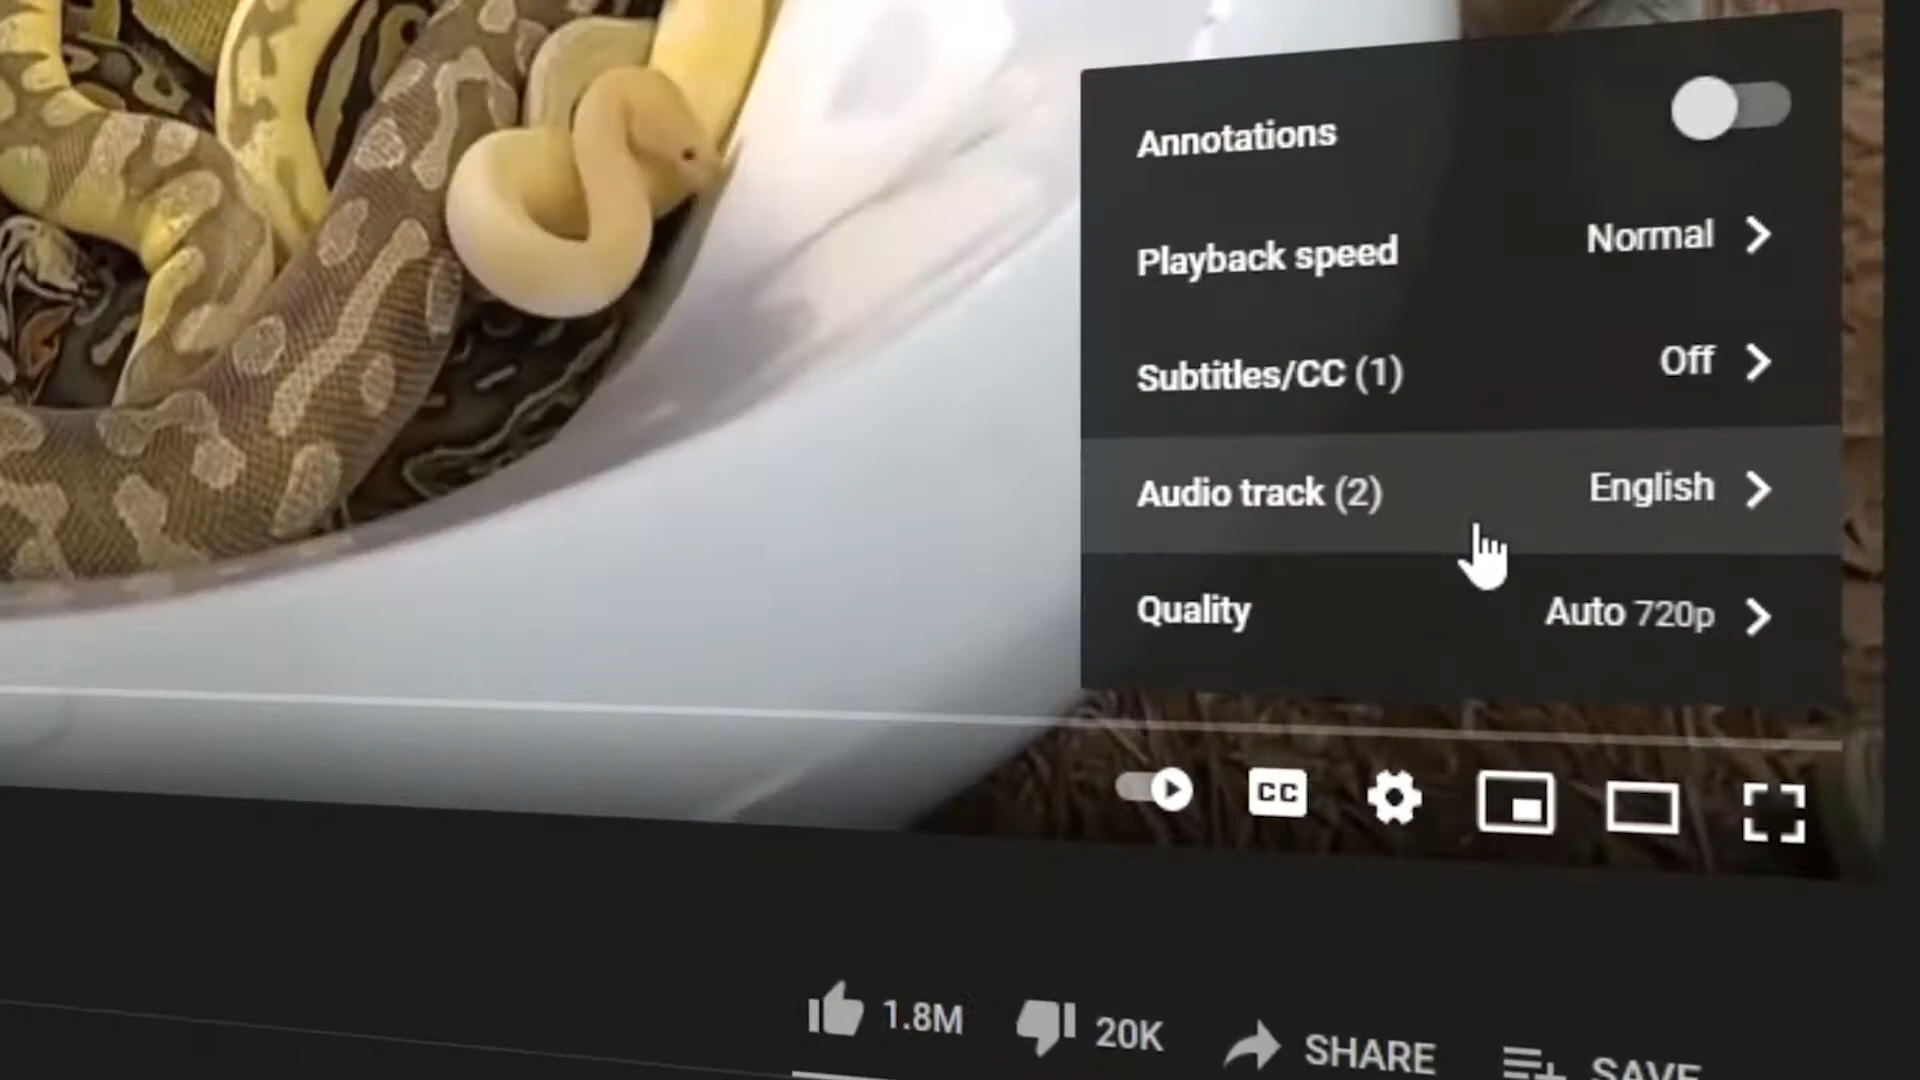 Annotations
Playback speed Normal
Subtitles/CC (1) Off
Audio track (2) English
Quality Auto 720p
CC
1.8M 20K SHARE SAVE